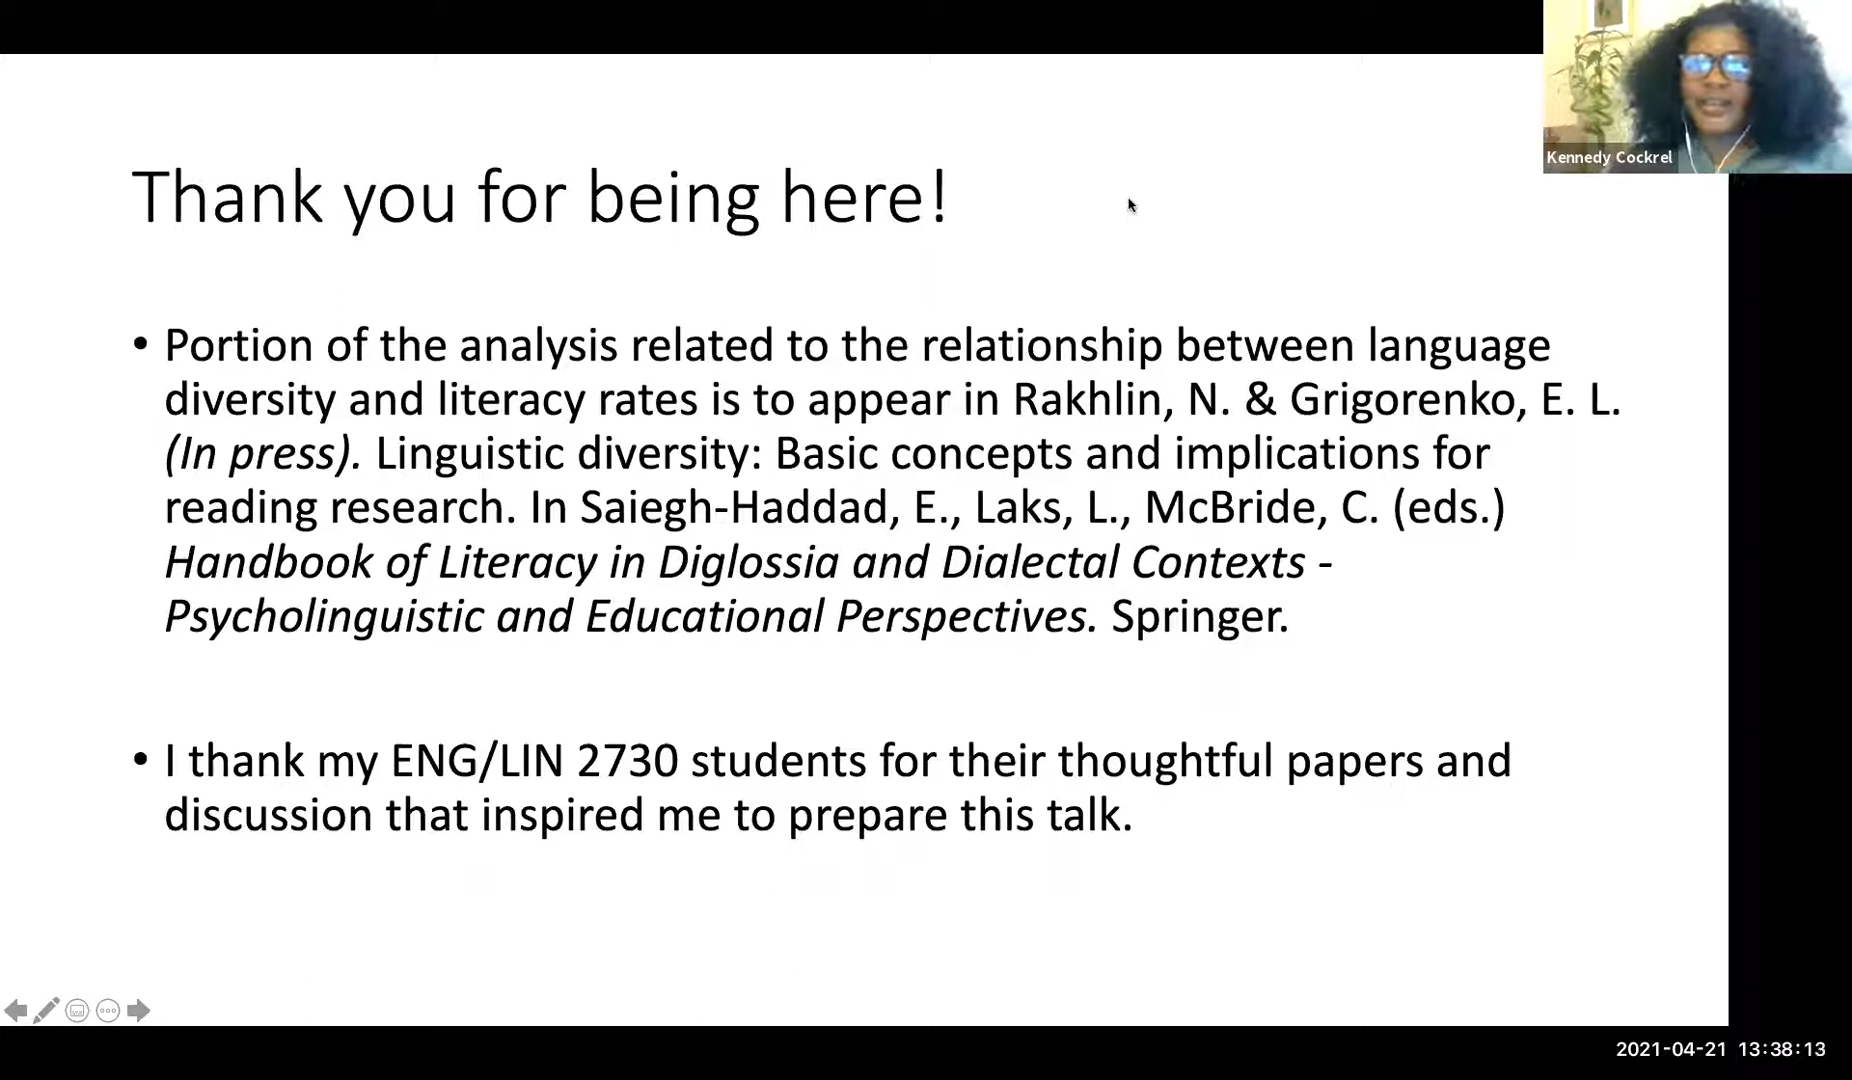 Kennedy Cockrel
Thank you for being here!
• Portion of the analysis related to the relationship between language
diversity and literacy rates is to appear in Rakhlin, N. & Grigorenko, E. L.
(In press). Linguistic diversity: Basic concepts and implications for
reading research. In Saiegh-Haddad, E., Laks, L., McBride, C. (eds.)
Handbook of Literacy in Diglossia and Dialectal Contexts -
Psycholinguistic and Educational Perspectives. Springer.
• I thank my ENG/LIN 2730 students for their thoughtful papers and
discussion that inspired me to prepare this talk.
2021-04-21 13:38:13